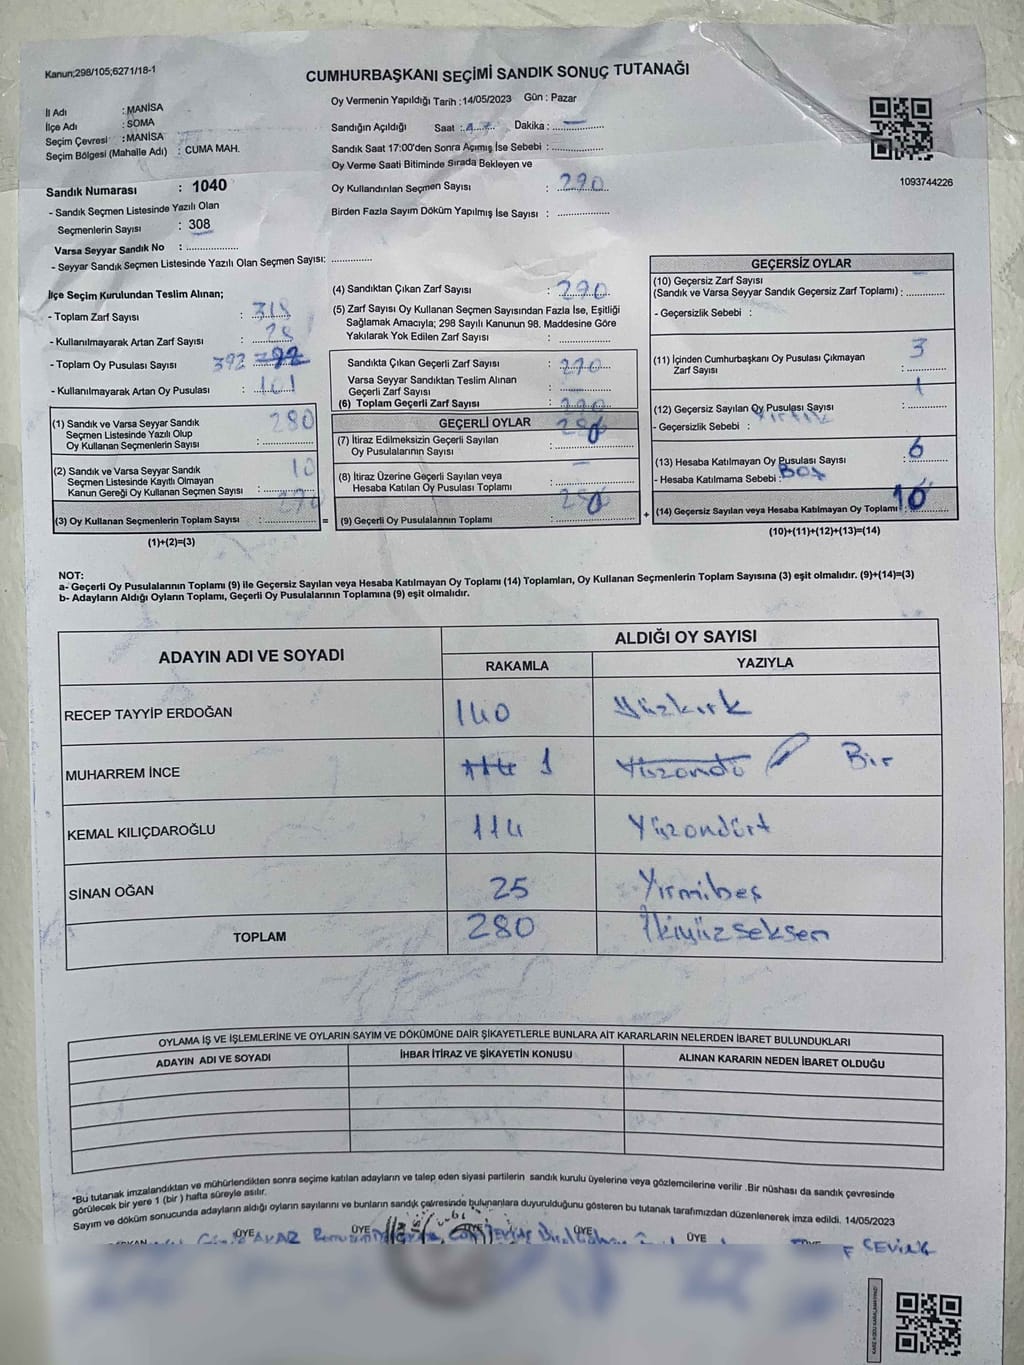 Kanun;298/105;6271/18-1
CUMHURBAŞKANI SEÇİMİ SANDIK SONUÇ TUTANAĞI
İl Adı : MANİSA
İlçe Adı : SOMA
Seçim Çevresi : MANİSA
Seçim Bölgesi (Mahalle Adı) : CUMA MAH.
Sandık Numarası : 1040
- Sandık Seçmen Listesinde Yazılı Olan
Seçmenlerin Sayısı : 308
Varsa Seyyar Sandık No : ..................
- Seyyar Sandık Seçmen Listesinde Yazılı Olan Seçmen Sayısı: ..............
Oy Vermenin Yapıldığı Tarih :14/05/2023 Gün : Pazar
Sandığın Açıldığı Saat : 17 Dakika : —
Sandık Saat 17:00'den Sonra Açımış İse Sebebi : ..................
Oy Verme Saati Bitiminde Sırada Bekleyen ve
Oy Kullandırılan Seçmen Sayısı : 290
Birden Fazla Sayım Döküm Yapılmış İse Sayısı : ..................
1093744226
İlçe Seçim Kurulundan Teslim Alınan;
- Toplam Zarf Sayısı : 318
- Kullanılmayarak Artan Zarf Sayısı : 28
- Toplam Oy Pusulası Sayısı 392
- Kullanılmayarak Artan Oy Pusulası : 101
(1) Sandık ve Varsa Seyyar Sandık
Seçmen Listesinde Yazılı Olup
Oy Kullanan Seçmenlerin Sayısı : 280
(2) Sandık ve Varsa Seyyar Sandık
Seçmen Listesinde Kayıtlı Olmayan
Kanun Gereği Oy Kullanan Seçmen Sayısı : 10
(3) Oy Kullanan Seçmenlerin Toplam Sayısı : 290 =
(1)+(2)=(3)
(4) Sandıktan Çıkan Zarf Sayısı : 290
(5) Zarf Sayısı Oy Kullanan Seçmen Sayısından Fazla İse, Eşitliği
Sağlamak Amacıyla; 298 Sayılı Kanunun 98. Maddesine Göre
Yakılarak Yok Edilen Zarf Sayısı : ..................
Sandıkta Çıkan Geçerli Zarf Sayısı : 290
Varsa Seyyar Sandıktan Teslim Alınan
Geçerli Zarf Sayısı : ..................
(6) Toplam Geçerli Zarf Sayısı : 290
GEÇERLİ OYLAR
(7) İtiraz Edilmeksizin Geçerli Sayılan
Oy Pusulalarının Sayısı : 280
(8) İtiraz Üzerine Geçerli Sayılan veya
Hesaba Katılan Oy Pusulası Toplamı : —
(9) Geçerli Oy Pusulalarının Toplamı : 280 +
GEÇERSİZ OYLAR
(10) Geçersiz Zarf Sayısı
(Sandık ve Varsa Seyyar Sandık Geçersiz Zarf Toplamı) : —
- Geçersizlik Sebebi :
(11) İçinden Cumhurbaşkanı Oy Pusulası Çıkmayan
Zarf Sayısı : 3
(12) Geçersiz Sayılan Oy Pusulası Sayısı : 1
- Geçersizlik Sebebi : Yırtık
(13) Hesaba Katılmayan Oy Pusulası Sayısı : 6
- Hesaba Katılmama Sebebi : BOŞ
(14) Geçersiz Sayılan veya Hesaba Katılmayan Oy Toplamı : 10
(10)+(11)+(12)+(13)=(14)
NOT:
a- Geçerli Oy Pusulalarının Toplamı (9) ile Geçersiz Sayılan veya Hesaba Katılmayan Oy Toplamı (14) Toplamları, Oy Kullanan Seçmenlerin Toplam Sayısına (3) eşit olmalıdır. (9)+(14)=(3)
b- Adayların Aldığı Oyların Toplamı, Geçerli Oy Pusulalarının Toplamına (9) eşit olmalıdır.
ADAYIN ADI VE SOYADI ALDIĞI OY SAYISI
RAKAMLA YAZIYLA
RECEP TAYYİP ERDOĞAN 140 Yüzkırk
MUHARREM İNCE 114 1 Yüzondö Bir
KEMAL KILIÇDAROĞLU 114 Yüzondört
SİNAN OĞAN 25 Yirmibeş
TOPLAM 280 İkiyüzseksen
OYLAMA İŞ VE İŞLEMLERİNE VE OYLARIN SAYIM VE DÖKÜMÜNE DAİR ŞİKAYETLERLE BUNLARA AİT KARARLARIN NELERDEN İBARET BULUNDUKLARI
ADAYIN ADI VE SOYADI İHBAR İTİRAZ VE ŞİKAYETİN KONUSU ALINAN KARARIN NEDEN İBARET OLDUĞU
*Bu tutanak imzalandıktan ve mühürlendikten sonra seçime katılan adayların ve talep eden siyasi partilerin sandık kurulu üyelerine veya gözlemcilerine verilir .Bir nüshası da sandık çevresinde
görülecek bir yere 1 (bir ) hafta süreyle asılır.
Sayım ve döküm sonucunda adayların aldığı oyların sayılarını ve bunların sandık çevresinde bulunanlara duyurulduğunu gösteren bu tutanak tarafımızdan düzenlenerek imza edildi. 14/05/2023
ÜYE ÜYE ÜYE ÜYE